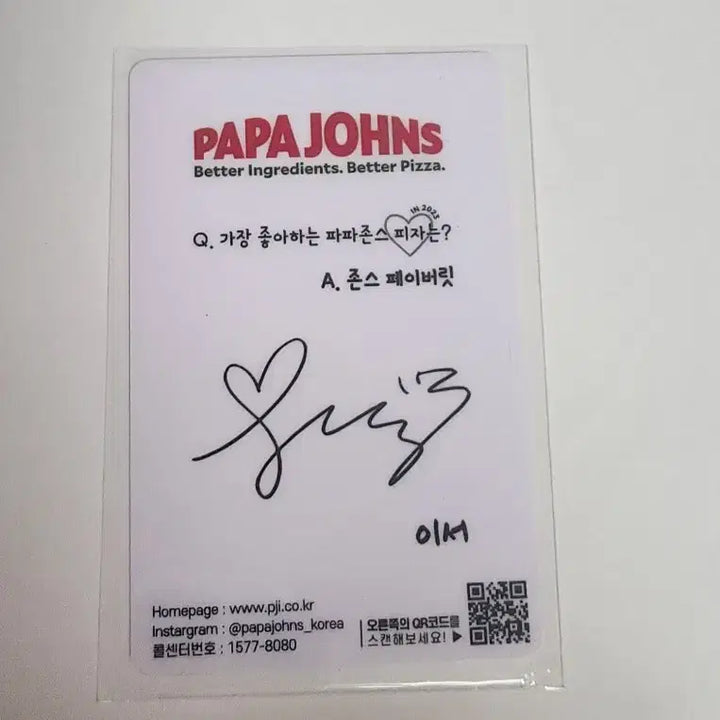 PAPA JOHNS
Better Ingredients. Better Pizza.
IN 2023
Q. 가장 좋아하는 파파존스 피자는?
A. 존스 페이버릿
이서
Homepage : www.pji.co.kr
Instargram : @papajohns_korea
콜센터번호 : 1577-8080
오른쪽의 QR코드를
스캔해보세요! ▶